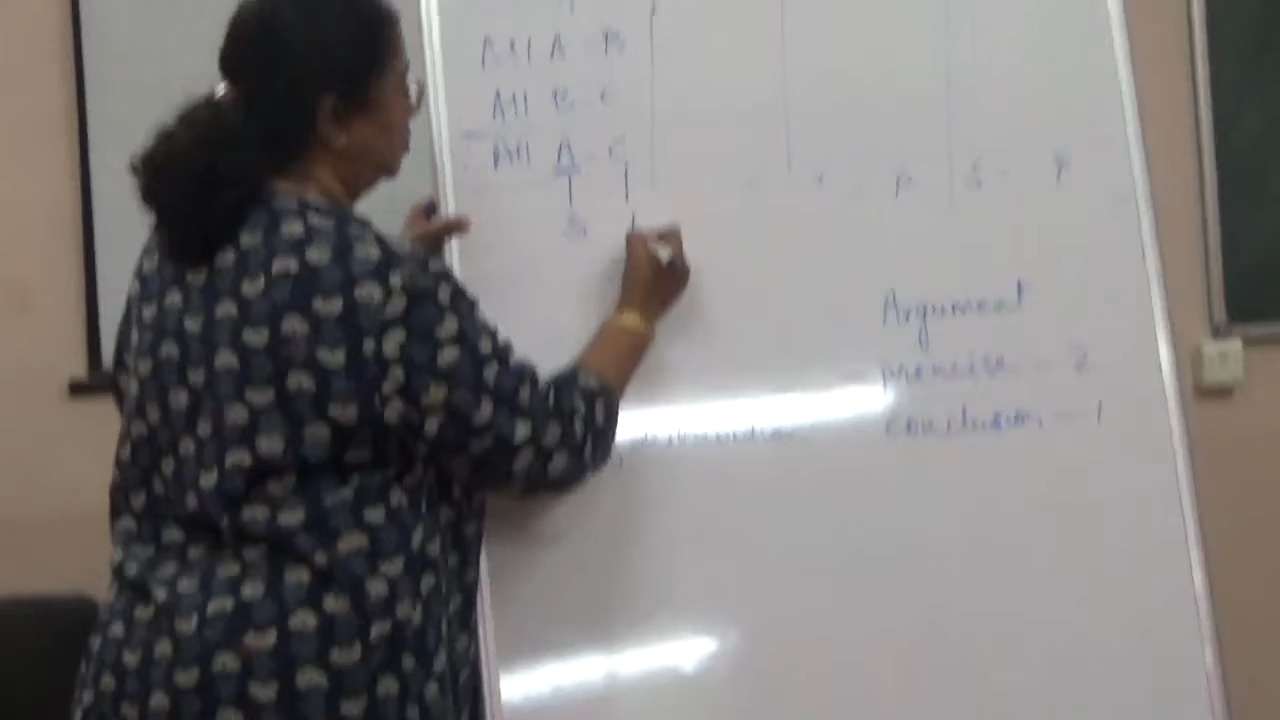 All A - B
All B - C
∴ All A - C
S
P S - P
Argument
premise - 2
conclusion - 1